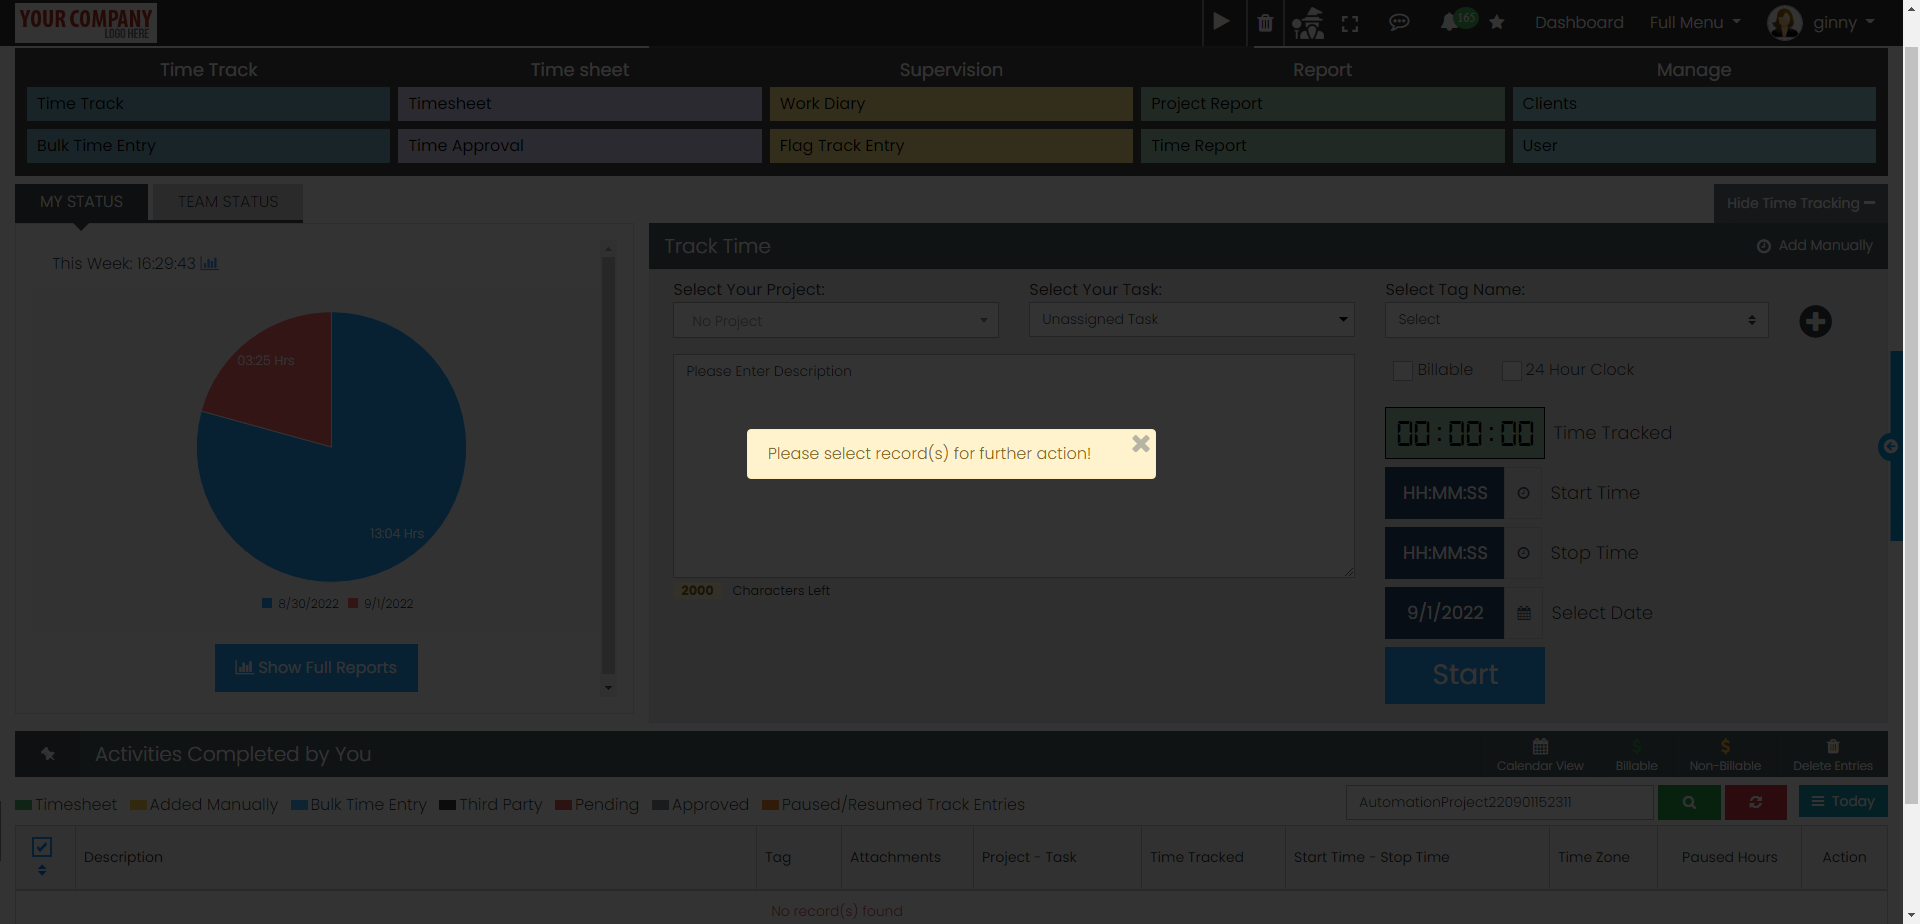 YOUR COMPANY
LOGO HERE
165
Dashboard
Full Menu
ginny
Time Track
Time sheet
Supervision
Report
Manage
Time Track
Timesheet
Work Diary
Project Report
Clients
Bulk Time Entry
Time Approval
Flag Track Entry
Time Report
User
MY STATUS
TEAM STATUS
Hide Time Tracking
Track Time
Add Manually
This Week: 16:29:43
Select Your Project:
Select Your Task:
Select Tag Name:
No Project
Unassigned Task
Select
03:25 Hrs
Please Enter Description
Billable
24 Hour Clock
00:00:00
Time Tracked
Please select record(s) for further action!
HH:MM:SS
Start Time
13:04 Hrs
HH:MM:SS
Stop Time
2000 Characters Left
8/30/2022
9/1/2022
9/1/2022
Select Date
Show Full Reports
Start
Activities Completed by You
Calendar View
Billable
Non-Billable
Delete Entries
Timesheet
Added Manually
Bulk Time Entry
Third Party
Pending
Approved
Paused/Resumed Track Entries
AutomationProject220901152311
Today
Description
Tag
Attachments
Project - Task
Time Tracked
Start Time - Stop Time
Time Zone
Paused Hours
Action
No record(s) found